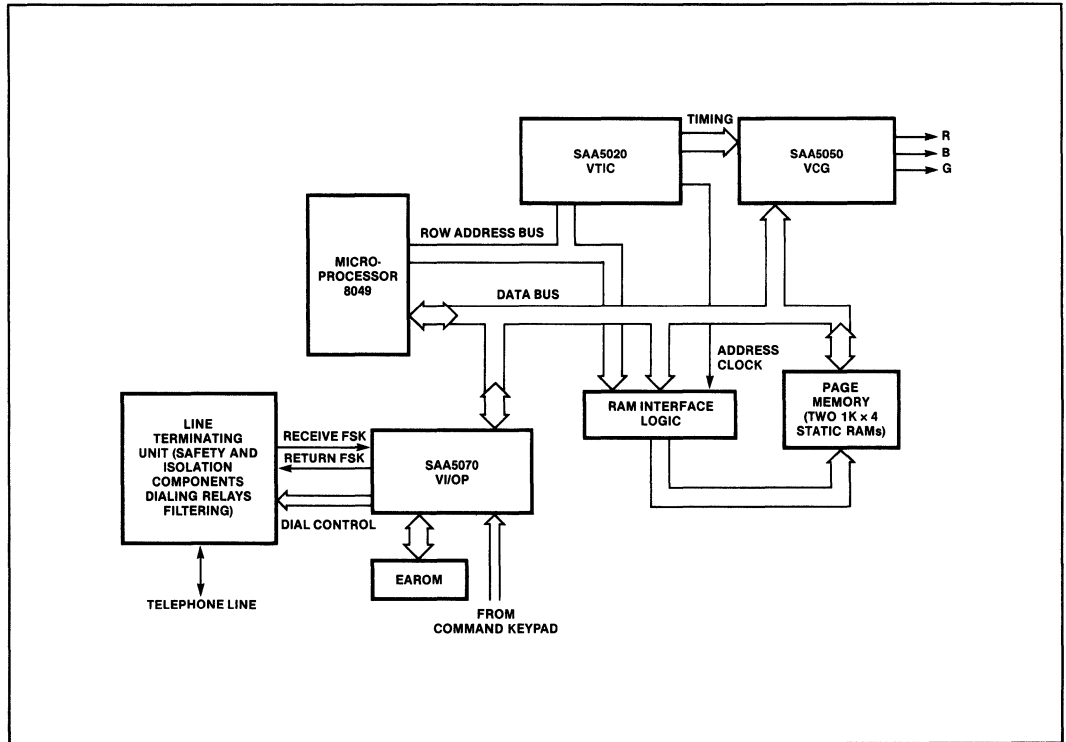 TIMING
SAA5020
VTIC
SAA5050
VCG
R
B
G
MICRO-
PROCESSOR
8049
ROW ADDRESS BUS
DATA BUS
ADDRESS
CLOCK
RAM INTERFACE
LOGIC
PAGE
MEMORY
(TWO 1K × 4
STATIC RAMs)
LINE
TERMINATING
UNIT (SAFETY AND
ISOLATION
COMPONENTS
DIALING RELAYS
FILTERING)
RECEIVE FSK
RETURN FSK
DIAL CONTROL
SAA5070
VI/OP
EAROM
TELEPHONE LINE
FROM
COMMAND KEYPAD